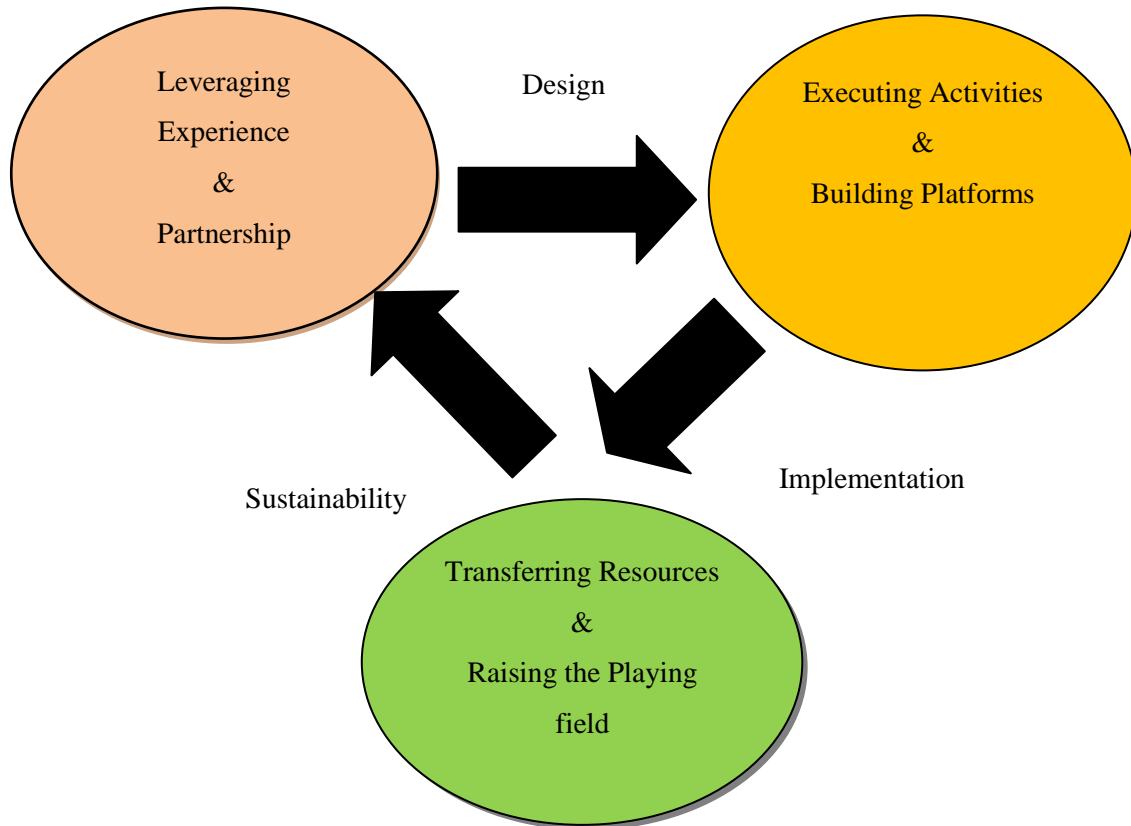 Leveraging
Experience
&
Partnership
Design
Executing Activities
&
Building Platforms
Sustainability
Implementation
Transferring Resources
&
Raising the Playing
field